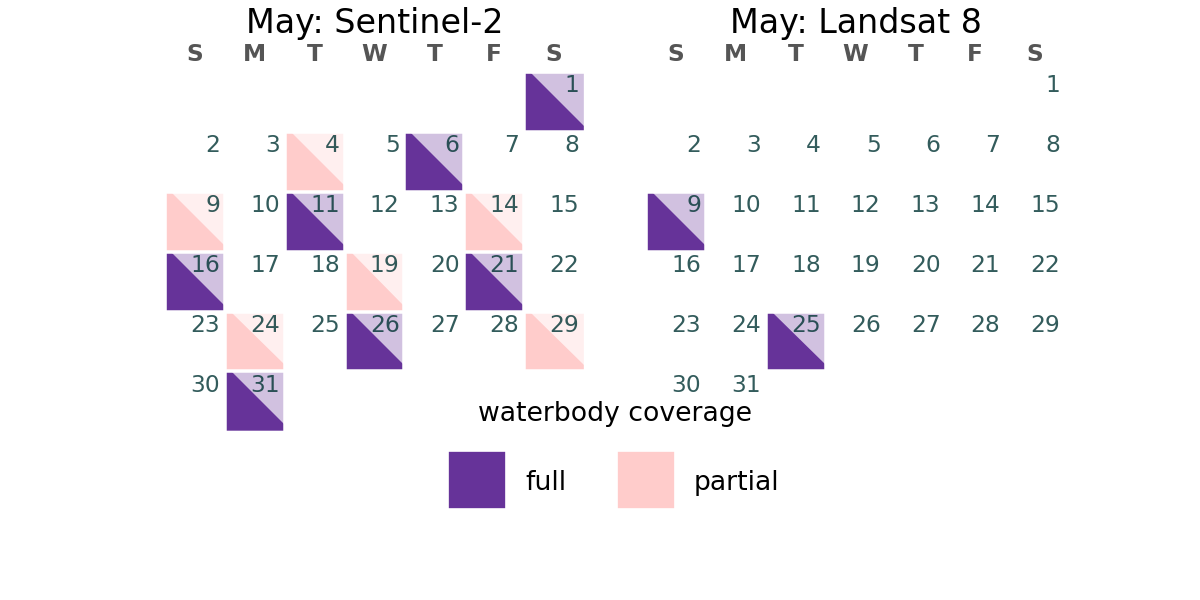 May: Sentinel-2
S M T W T F S
1
2 3 4 5 6 7 8
9 10 11 12 13 14 15
16 17 18 19 20 21 22
23 24 25 26 27 28 29
30 31
May: Landsat 8
S M T W T F S
1
2 3 4 5 6 7 8
9 10 11 12 13 14 15
16 17 18 19 20 21 22
23 24 25 26 27 28 29
30 31
waterbody coverage
full partial